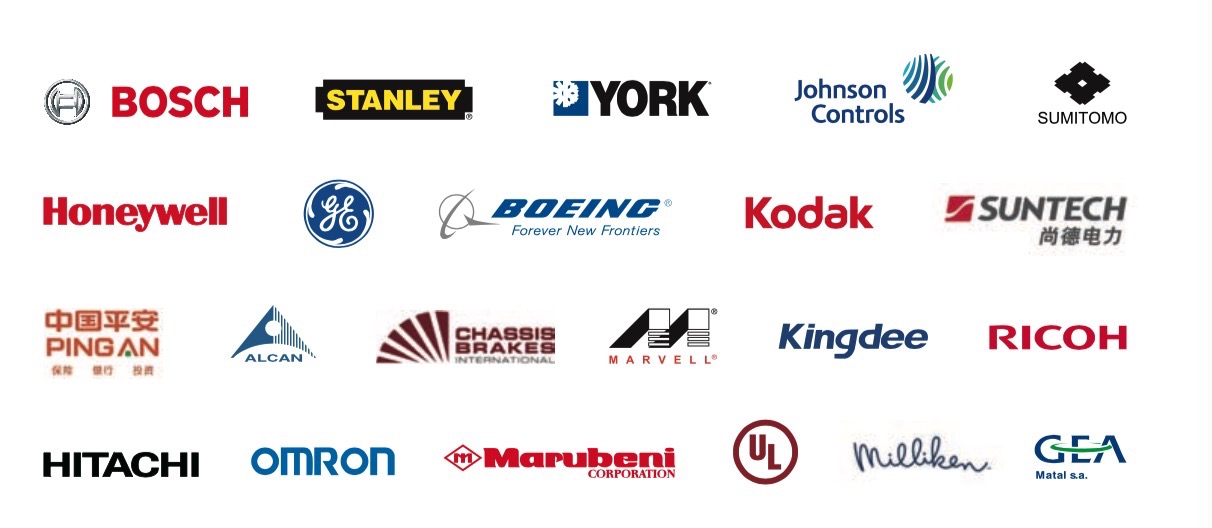 BOSCH
STANLEY®
YORK®
Johnson
Controls
SUMITOMO
Honeywell
GE
BOEING®
Forever New Frontiers
Kodak
SUNTECH
尚德电力
中国平安
PINGAN
保险 银行 投资
ALCAN
CHASSIS
BRAKES
INTERNATIONAL
®
MARVELL®
Kingdee
RICOH
HITACHI
OMRON
Marubeni
CORPORATION
UL
Milliken.
GEA
Matal s.a.